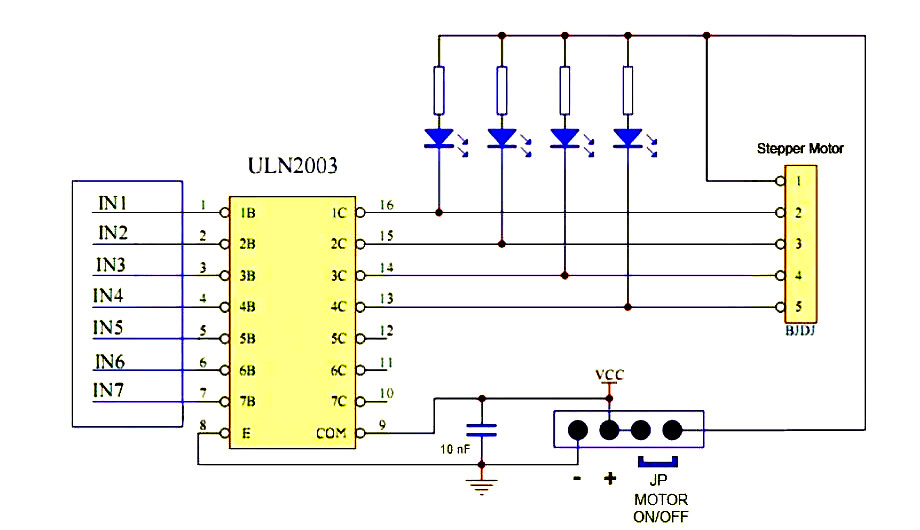 Stepper Motor
ULN2003
IN1 1 1B 1C 16 1
IN2 2 2B 2C 15 2
IN3 3 3B 3C 14 3
IN4 4 4B 4C 13 4
IN5 5 5B 5C 12 5
IN6 6 6B 6C 11
IN7 7 7B 7C 10
8 E COM 9
BJDJ
VCC
10 nF
- +
JP
MOTOR
ON/OFF